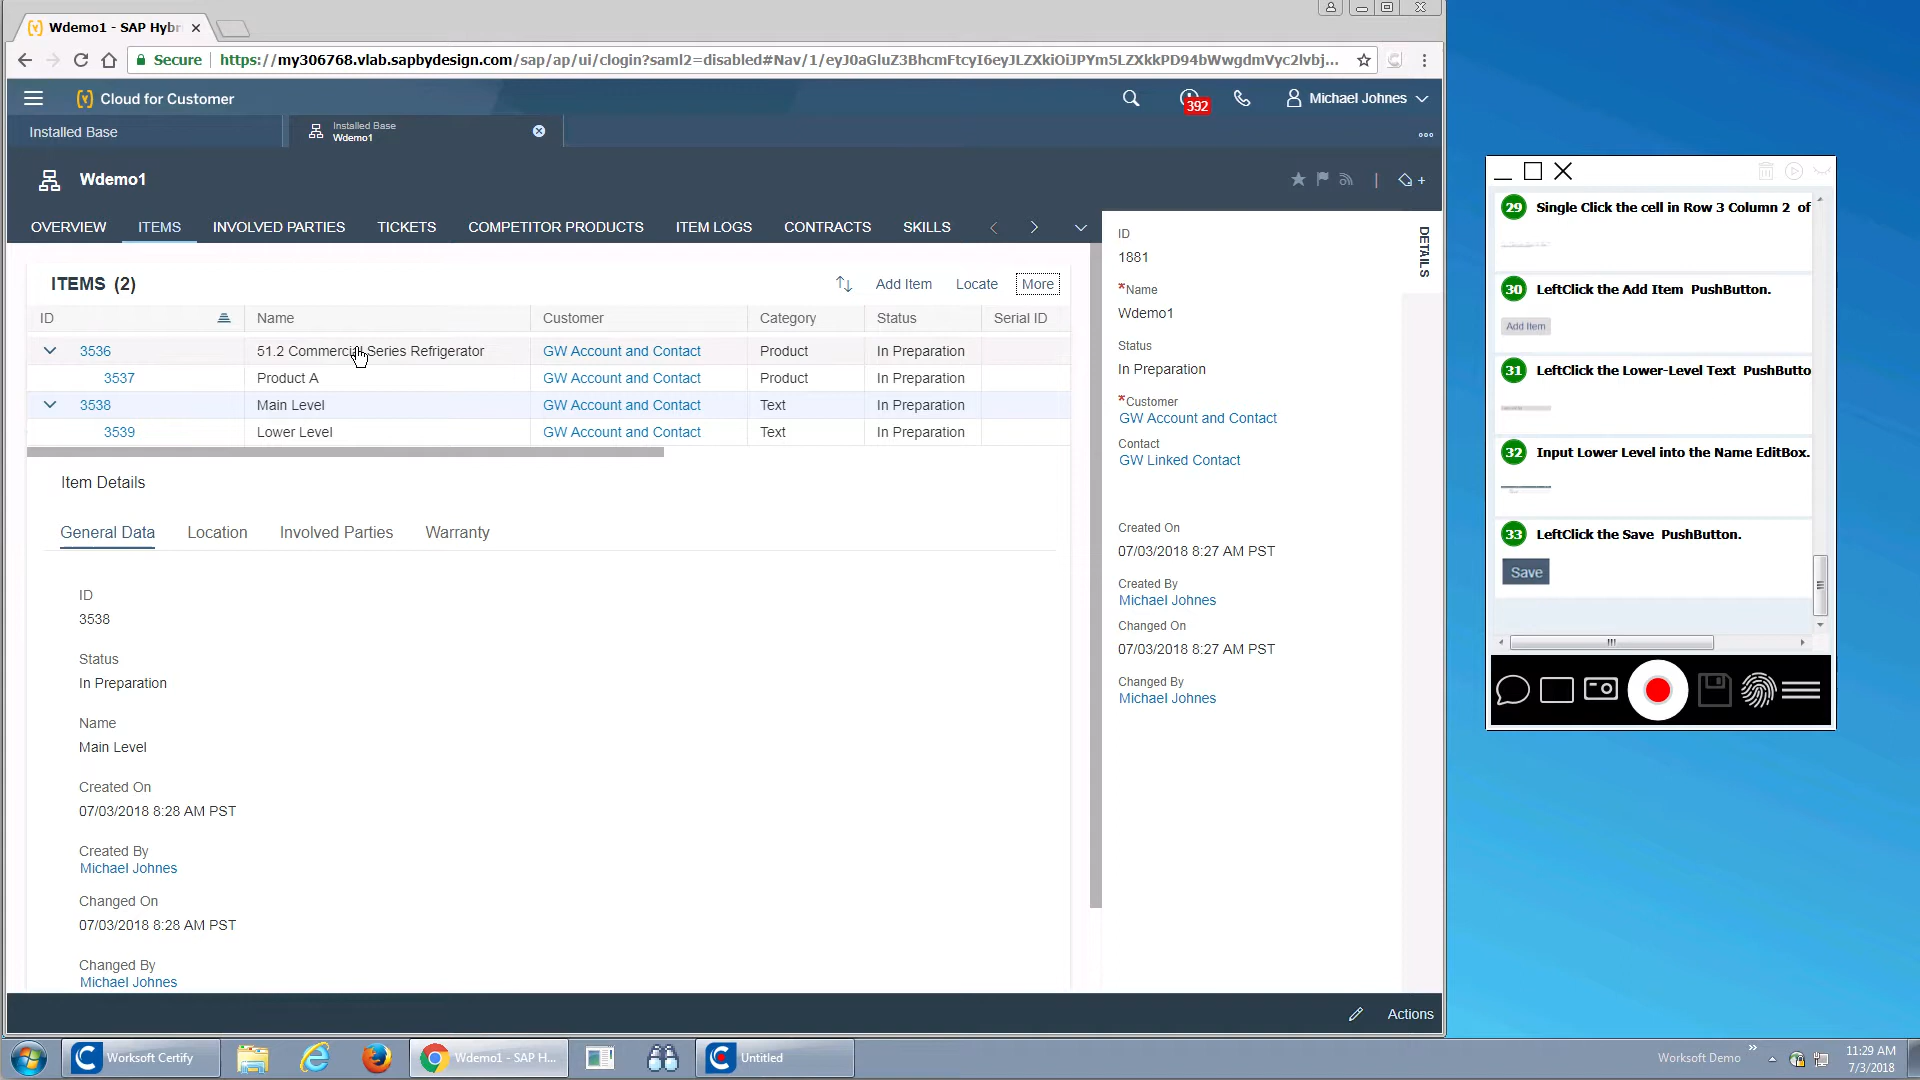 Wdemo1 - SAP Hybr
Secure
https://my306768.vlab.sapbydesign.com/sap/ap/ui/clogin?saml2=disabled#Nav/1/eyJ0aGluZ3BhcmFtcyI6eyJLZXkiOiJPYm5LZXkkPD94bWwgdmVyc2lvbj...
Cloud for Customer
392
Michael Johnes
Installed Base
Installed Base
Wdemo1
Wdemo1
OVERVIEW ITEMS INVOLVED PARTIES TICKETS COMPETITOR PRODUCTS ITEM LOGS CONTRACTS SKILLS
ITEMS (2)
Add Item Locate More
ID Name Customer Category Status Serial ID
3536 51.2 Commercial Series Refrigerator GW Account and Contact Product In Preparation
3537 Product A GW Account and Contact Product In Preparation
3538 Main Level GW Account and Contact Text In Preparation
3539 Lower Level GW Account and Contact Text In Preparation
Item Details
General Data Location Involved Parties Warranty
ID
3538
Status
In Preparation
Name
Main Level
Created On
07/03/2018 8:28 AM PST
Created By
Michael Johnes
Changed On
07/03/2018 8:28 AM PST
Changed By
Michael Johnes
DETAILS
ID
1881
*Name
Wdemo1
Status
In Preparation
*Customer
GW Account and Contact
Contact
GW Linked Contact
Created On
07/03/2018 8:27 AM PST
Created By
Michael Johnes
Changed On
07/03/2018 8:27 AM PST
Changed By
Michael Johnes
Actions
29 Single Click the cell in Row 3 Column 2 of
30 LeftClick the Add Item PushButton.
Add Item
31 LeftClick the Lower-Level Text PushButto
32 Input Lower Level into the Name EditBox.
33 LeftClick the Save PushButton.
Save
Worksoft Certify
Wdemo1 - SAP H...
Untitled
Worksoft Demo
11:29 AM
7/3/2018